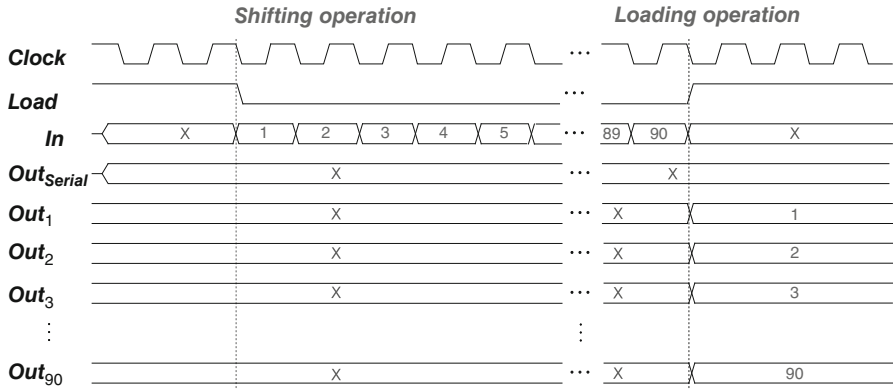 Shifting operation Loading operation
Clock ...
Load ...
In X 1 2 3 4 5 ... 89 90 X
OutSerial X ... X
Out1 X ... X 1
Out2 X ... X 2
Out3 X ... X 3
⋮ ⋮
Out90 X ... X 90